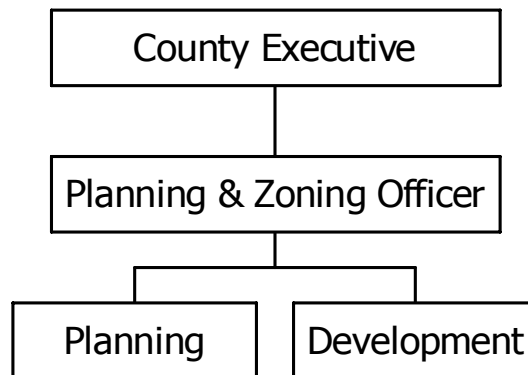 County Executive
Planning & Zoning Officer
Planning
Development